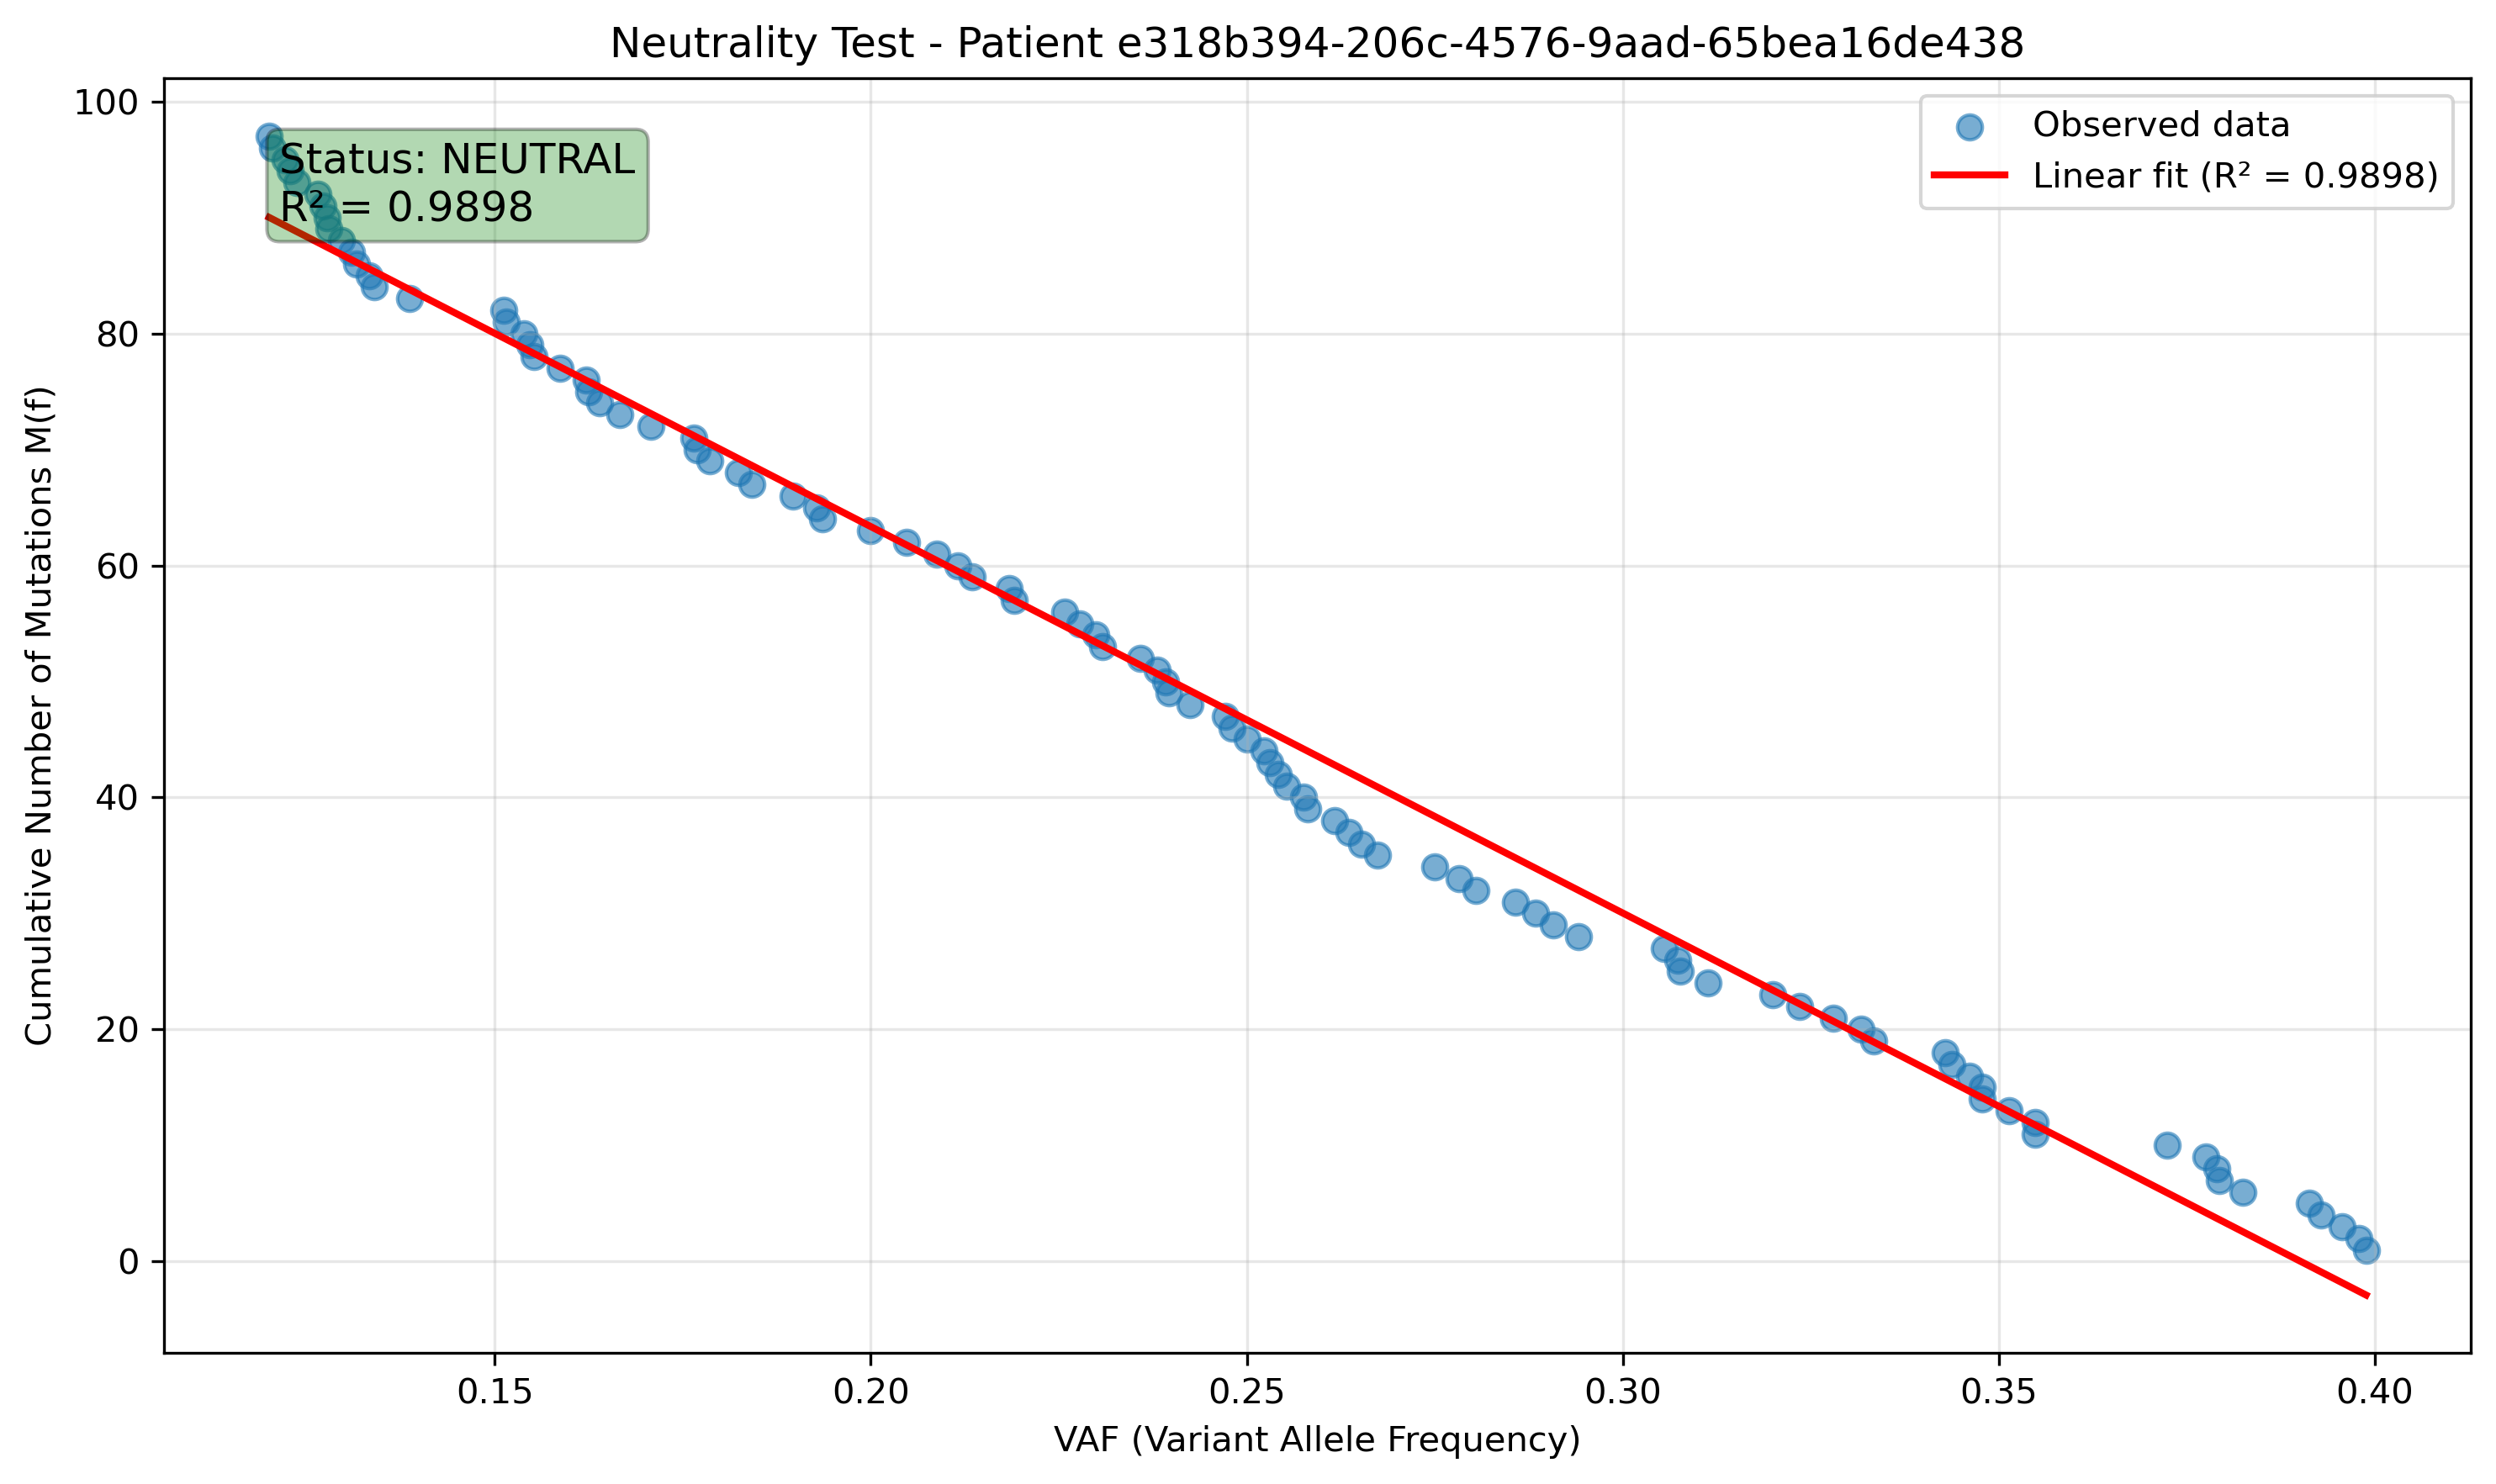 Neutrality Test - Patient e318b394-206c-4576-9aad-65bea16de438
Status: NEUTRAL
R² = 0.9898
Observed data
Linear fit (R² = 0.9898)
Cumulative Number of Mutations M(f)
100
80
60
40
20
0
0.15 0.20 0.25 0.30 0.35 0.40
VAF (Variant Allele Frequency)